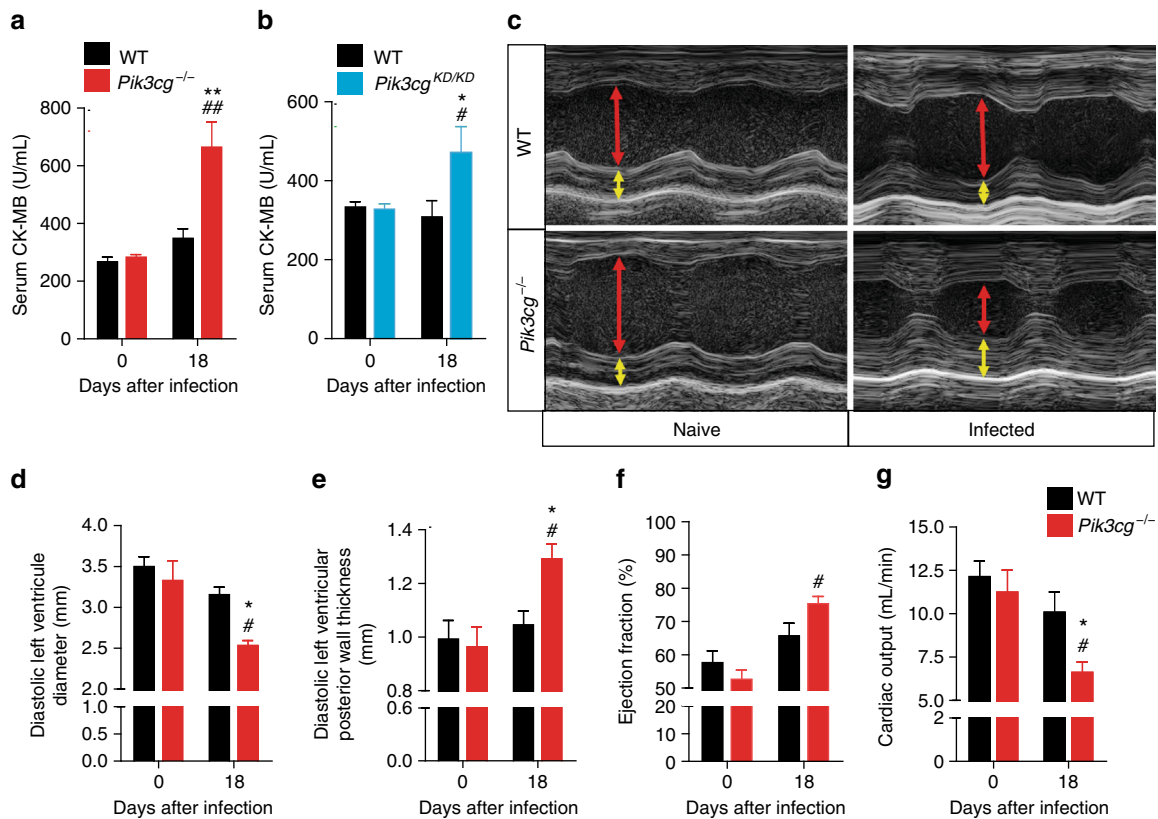 a
WT
Pik3cg−/−
Serum CK-MB (U/mL)
800
600
400
200
0
**
##
0
18
Days after infection
b
WT
Pik3cgKD/KD
Serum CK-MB (U/mL)
600
400
200
0
*
#
0
18
Days after infection
c
WT
Pik3cg−/−
Naive
Infected
d
Diastolic left ventricule
diameter (mm)
4.0
3.5
3.0
2.5
2.0
1.0
0.5
0.0
*
#
0
18
Days after infection
e
Diastolic left ventricular
posterior wall thickness
(mm)
1.4
1.2
1.0
0.8
0.6
0.0
*
#
0
18
Days after infection
f
Ejection fraction (%)
100
90
80
70
60
50
20
10
0
#
0
18
Days after infection
g
WT
Pik3cg−/−
Cardiac output (mL/min)
15.0
12.5
10.0
7.5
5.0
2
0
*
#
0
18
Days after infection